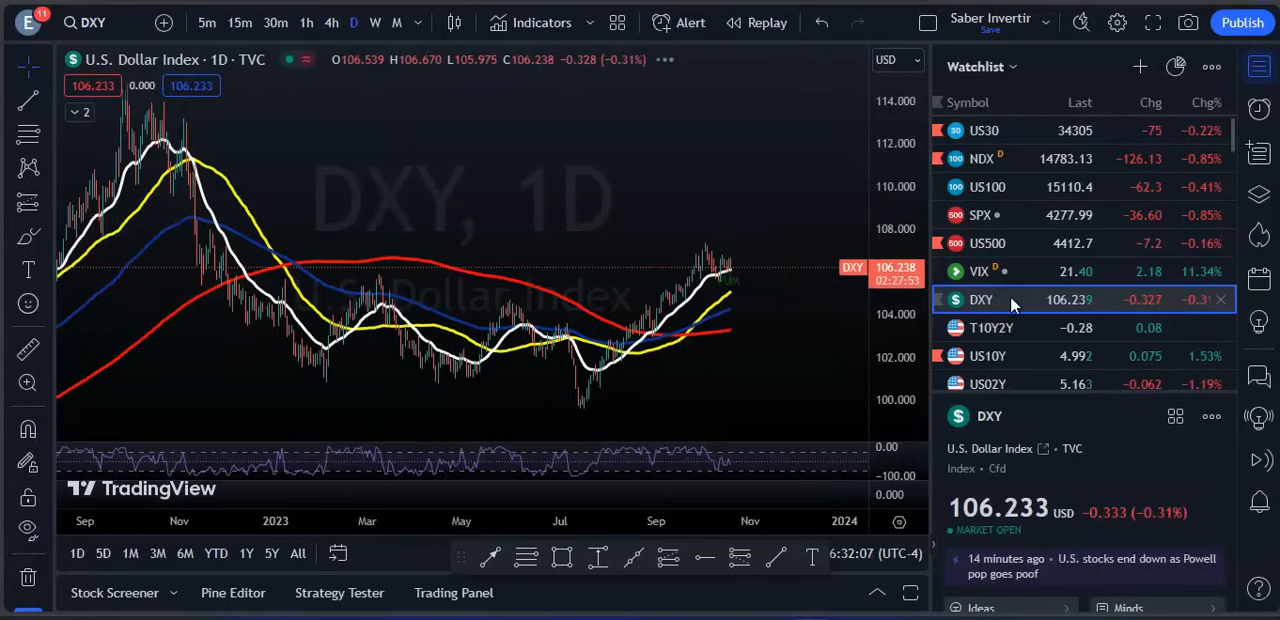 E 11 DXY 5m 15m 30m 1h 4h D W M Indicators Alert Replay Saber Invertir Save Publish
U.S. Dollar Index · 1D · TVC O106.539 H106.670 L105.975 C106.238 −0.328 (−0.31%)
106.233 0.000 106.233
2
DXY, 1D
U.S. Dollar Index
USD
114.000
112.000
110.000
108.000
DXY 106.238
02:27:53
104.000
102.000
100.000
0.00
−100.00
0.000
TradingView
Sep Nov 2023 Mar May Jul Sep Nov 2024
1D 5D 1M 3M 6M YTD 1Y 5Y All 6:32:07 (UTC-4)
Stock Screener Pine Editor Strategy Tester Trading Panel
Watchlist
Symbol Last Chg Chg%
30 US30 34305 −75 −0.22%
100 NDX D 14783.13 −126.13 −0.85%
100 US100 15110.4 −62.3 −0.41%
500 SPX 4277.99 −36.60 −0.85%
500 US500 4412.7 −7.2 −0.16%
VIX D 21.40 2.18 11.34%
DXY 106.239 −0.327 −0.31
T10Y2Y −0.28 0.08
US10Y 4.992 0.075 1.53%
US02Y 5.163 −0.062 −1.19%
DXY
U.S. Dollar Index · TVC
Index · Cfd
106.233 USD −0.333 (−0.31%)
MARKET OPEN
14 minutes ago · U.S. stocks end down as Powell
pop goes poof
Ideas Minds